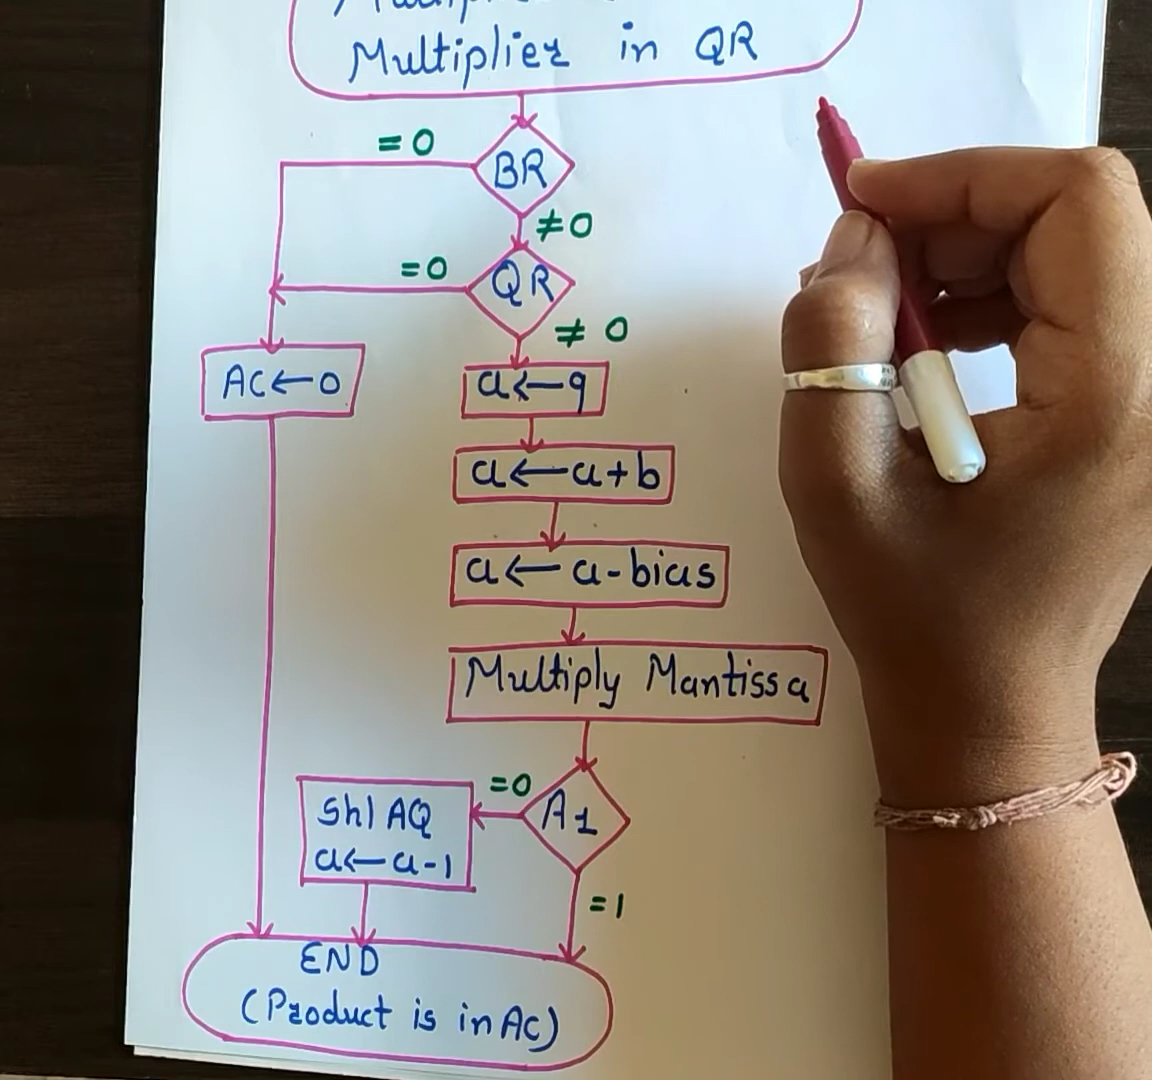 Multiplier in QR
= 0
BR
≠0
=0
QR
≠ 0
AC←0
a←q
a←a+b
a← a-bias
Multiply Mantissa
=0
A1
Shl AQ
a←a-1
=1
END
(Product is in AC)